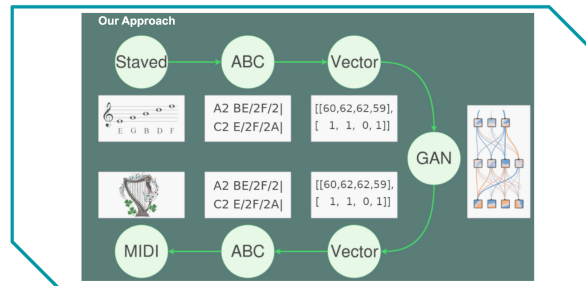 Our Approach
Staved
ABC
Vector
E G B D F
A2 BE/2F/2|
C2 E/2F/2A|
[[60,62,62,59],
[ 1, 1, 0, 1]]
GAN
A2 BE/2F/2|
C2 E/2F/2A|
[[60,62,62,59],
[ 1, 1, 0, 1]]
MIDI
ABC
Vector